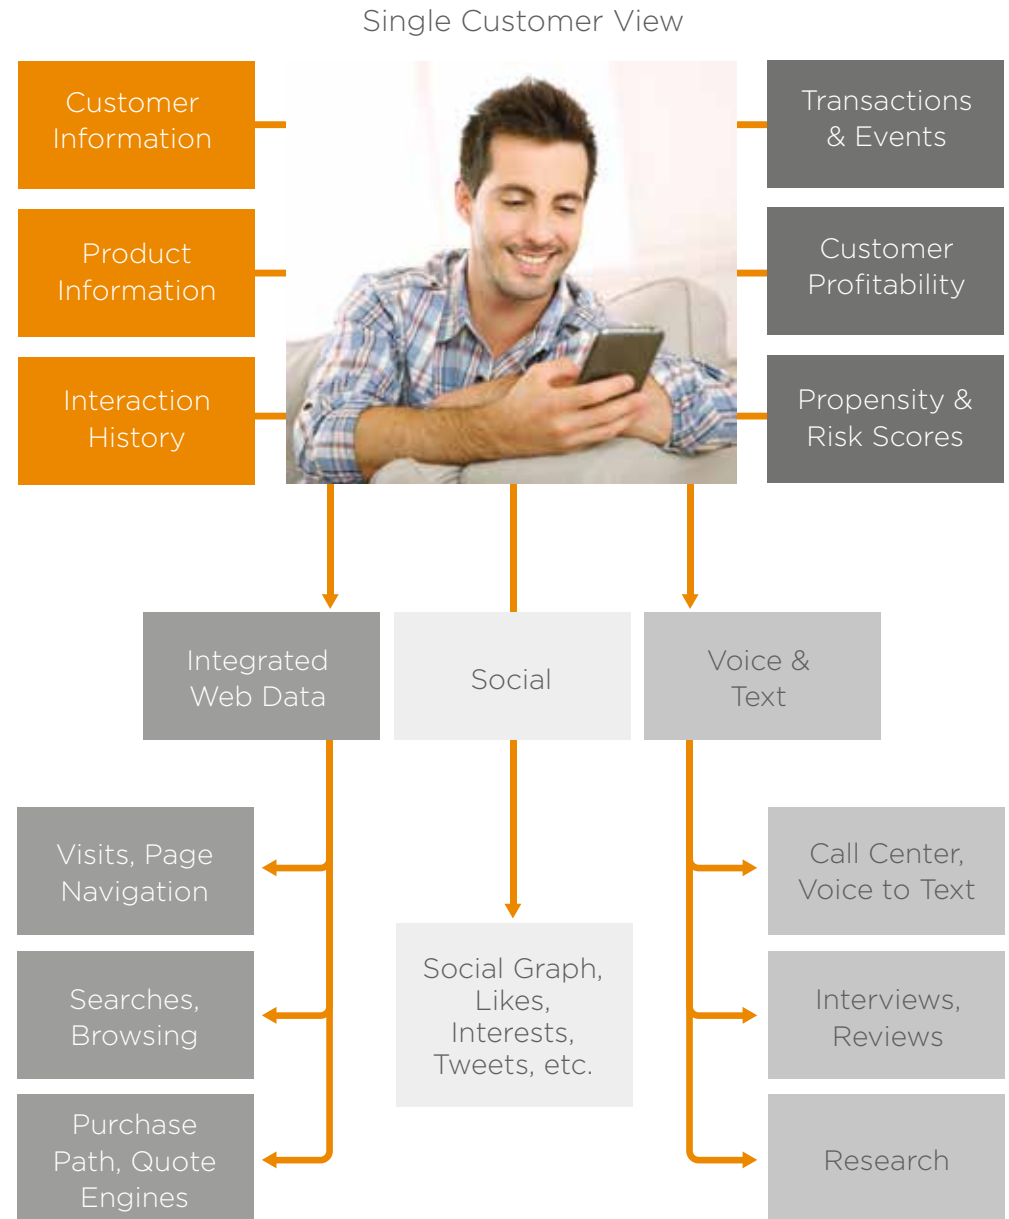 Single Customer View
Customer
Information
Transactions
& Events
Product
Information
Customer
Profitability
Interaction
History
Propensity &
Risk Scores
Integrated
Web Data
Social
Voice &
Text
Visits, Page
Navigation
Call Center,
Voice to Text
Social Graph,
Likes,
Interests,
Tweets, etc.
Searches,
Browsing
Interviews,
Reviews
Purchase
Path, Quote
Engines
Research